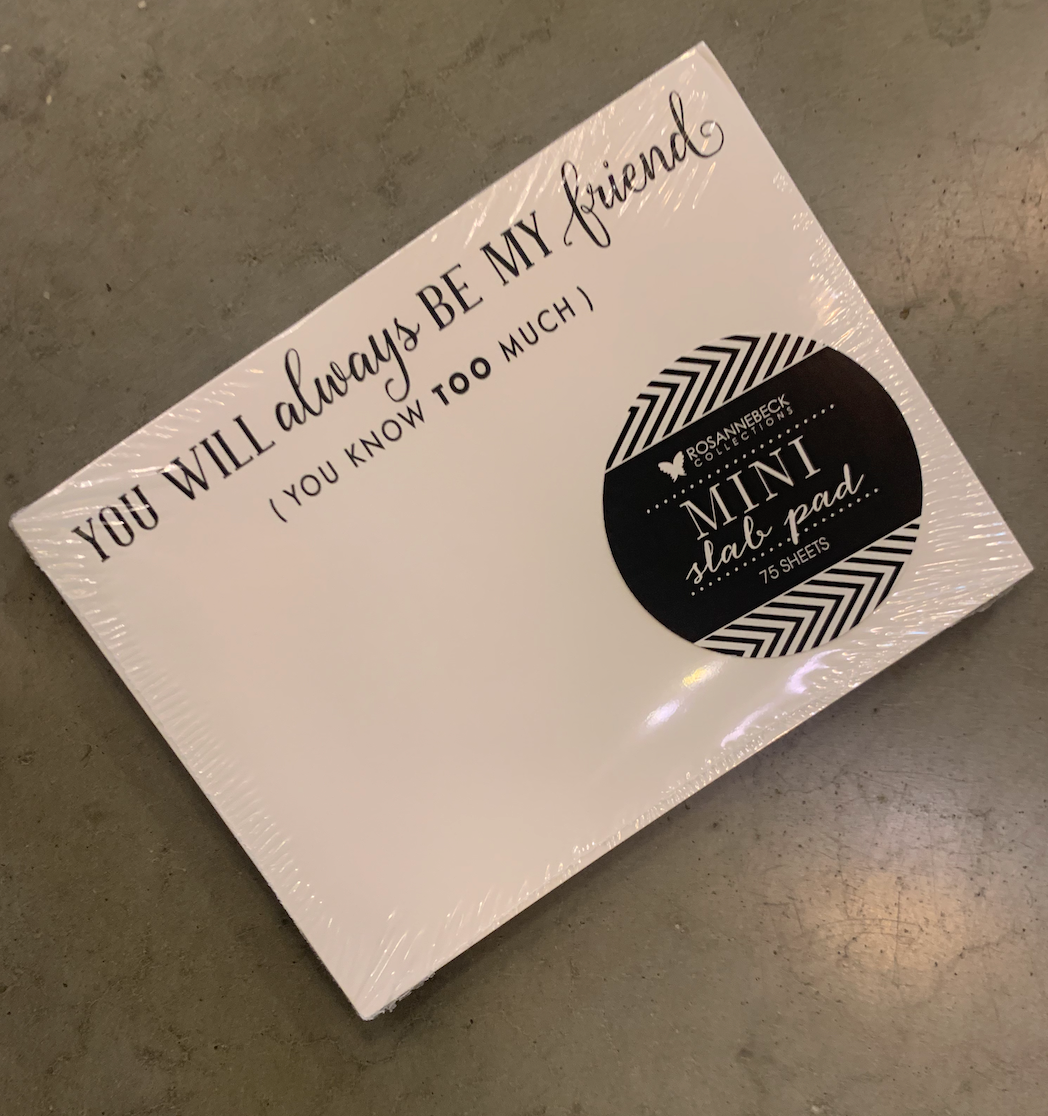 YOU WILL always BE MY friend
( YOU KNOW TOO MUCH )
ROSANNEBECK
COLLECTIONS
MINI
slab pad
75 SHEETS